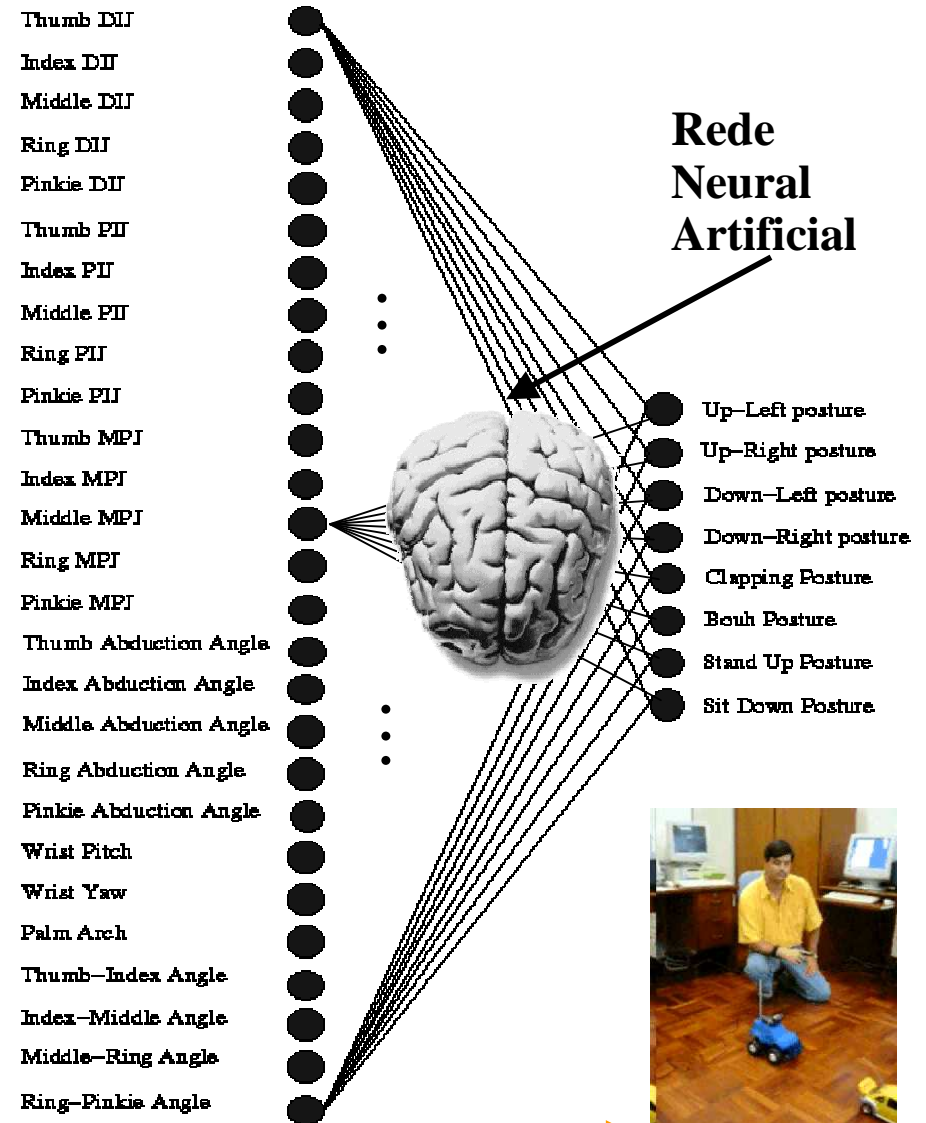 Thumb DIJ
Index DIJ
Middle DIJ
Ring DIJ
Pinkie DIJ
Thumb PIJ
Index PIJ
Middle PIJ
Ring PIJ
Pinkie PIJ
Thumb MPJ
Index MPJ
Middle MPJ
Ring MPJ
Pinkie MPJ
Thumb Abduction Angle
Index Abduction Angle
Middle Abduction Angle
Ring Abduction Angle
Pinkie Abduction Angle
Wrist Pitch
Wrist Yaw
Palm Arch
Thumb-Index Angle
Index-Middle Angle
Middle-Ring Angle
Ring-Pinkie Angle
Rede
Neural
Artificial
Up-Left posture
Up-Right posture
Down-Left posture
Down-Right posture
Clapping Posture
Bouh Posture
Stand Up Posture
Sit Down Posture